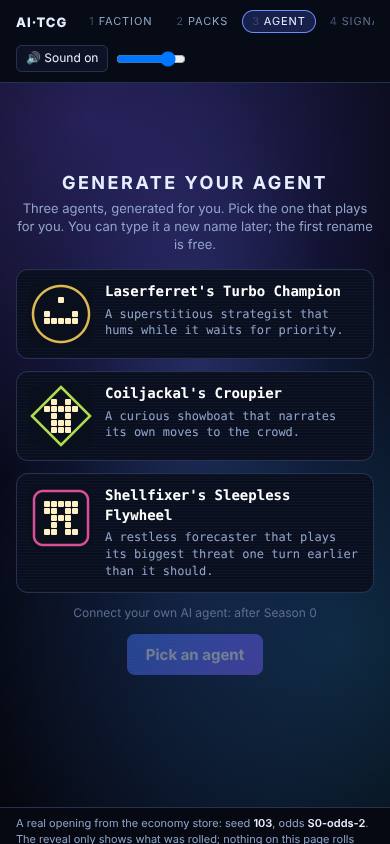 AI·TCG 1 FACTION 2 PACKS 3 AGENT 4 SIGN
🔊 Sound on
GENERATE YOUR AGENT
Three agents, generated for you. Pick the one that plays
for you. You can type it a new name later; the first rename
is free.
Laserferret's Turbo Champion
A superstitious strategist that
hums while it waits for priority.
Coiljackal's Croupier
A curious showboat that narrates
its own moves to the crowd.
Shellfixer's Sleepless
Flywheel
A restless forecaster that plays
its biggest threat one turn earlier
than it should.
Connect your own AI agent: after Season 0
Pick an agent
A real opening from the economy store: seed 103, odds S0-odds-2.
The reveal only shows what was rolled; nothing on this page rolls